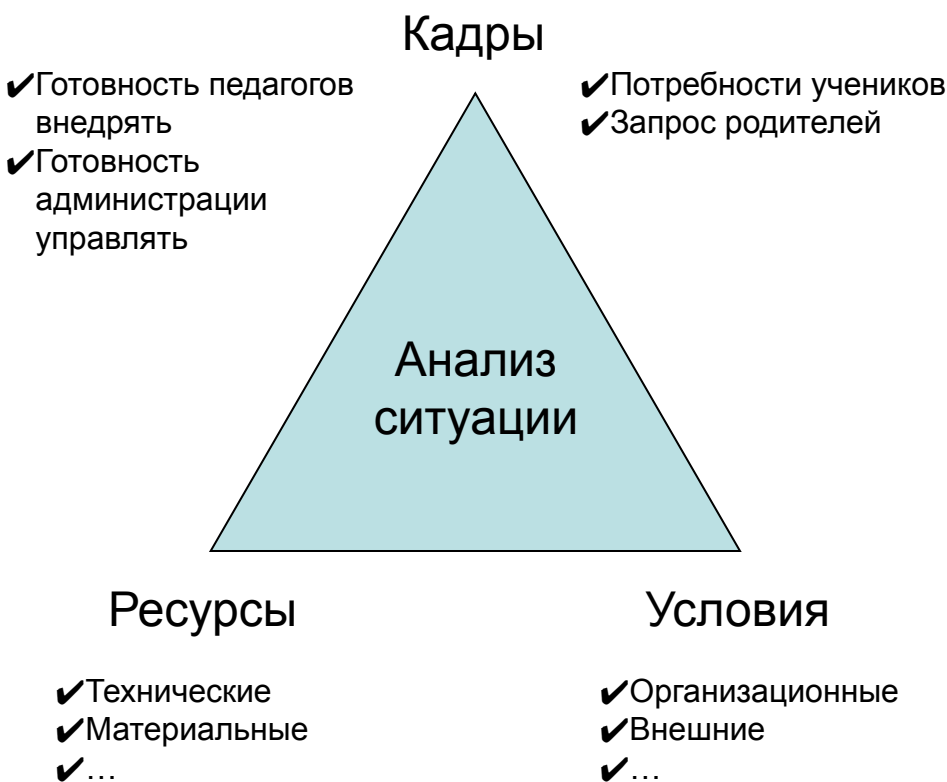 Кадры
✔Готовность педагогов
внедрять
✔Готовность
администрации
управлять
✔Потребности учеников
✔Запрос родителей
Анализ
ситуации
Ресурсы
✔Технические
✔Материальные
✔…
Условия
✔Организационные
✔Внешние
✔…